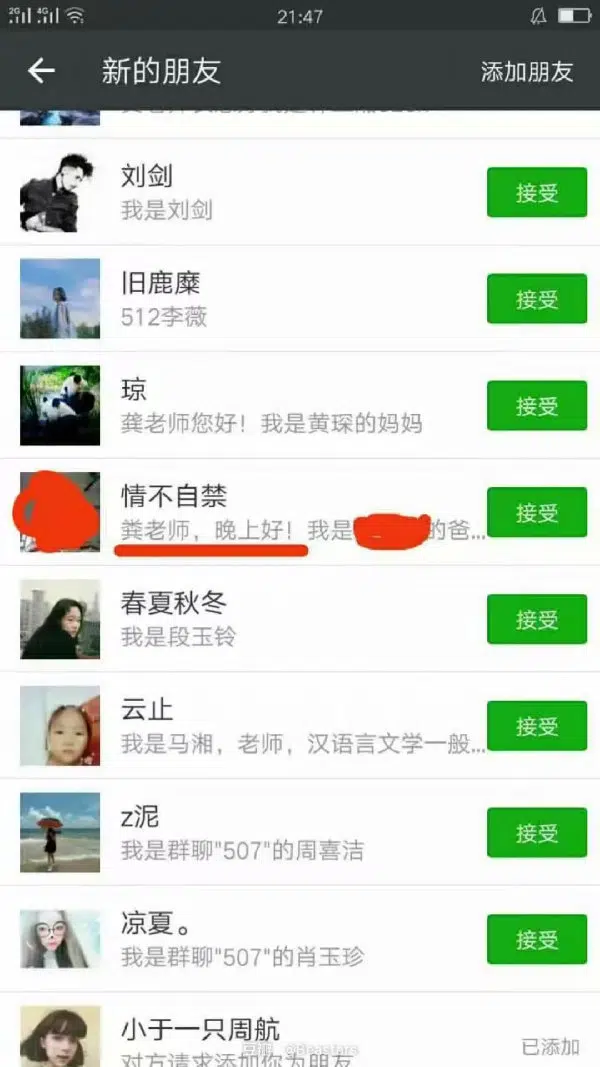 2G 4G 21:47
新的朋友 添加朋友
刘剑
我是刘剑
接受
旧鹿糜
512李薇
接受
琼
龚老师您好！我是黄琛的妈妈
接受
情不自禁
粪老师，晚上好！我是 的爸...
接受
春夏秋冬
我是段玉铃
接受
云止
我是马湘，老师，汉语言文学一般...
接受
z泥
我是群聊"507"的周喜洁
接受
凉夏。
我是群聊"507"的肖玉珍
接受
小于一只周航
对方请求添加你为朋友
已添加